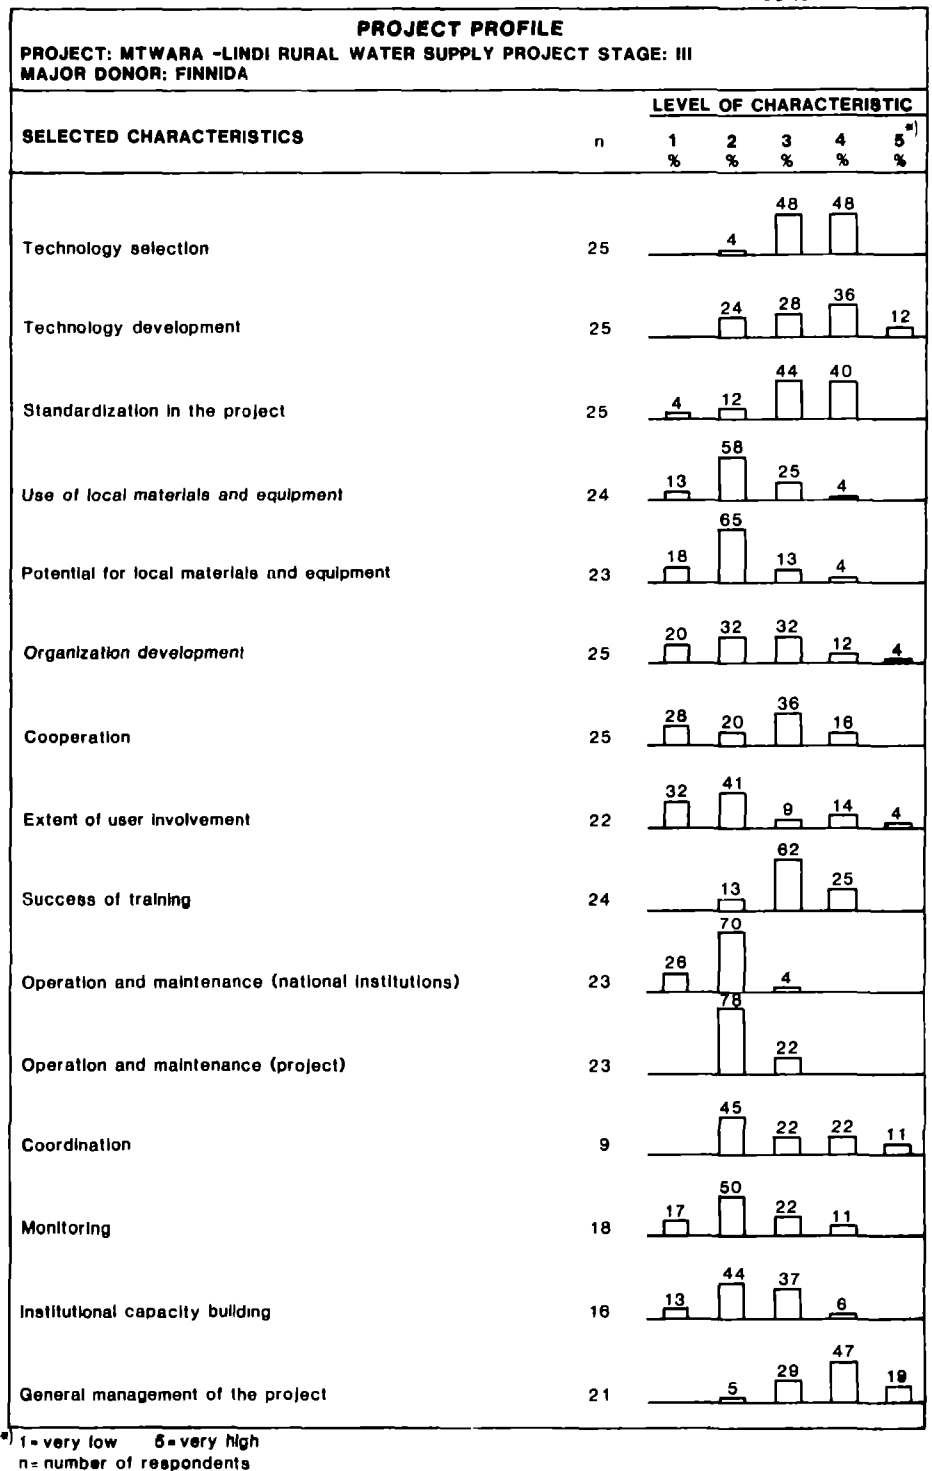 PROJECT PROFILE
PROJECT: MTWARA -LINDI RURAL WATER SUPPLY PROJECT STAGE: III
MAJOR DONOR: FINNIDA
LEVEL OF CHARACTERISTIC
SELECTED CHARACTERISTICS n 1 2 3 4 5 *)
% % % % %
48 48
4
Technology selection 25
24 28 36 12
Technology development 25
4 12 44 40
Standardization in the project 25
13 58 25 4
Use of local materials and equipment 24
18 65 13 4
Potential for local materials and equipment 23
20 32 32 12 4
Organization development 25
28 20 36 16
Cooperation 25
32 41 9 14 4
Extent of user involvement 22
13 62 25
Success of training 24
26 70 4
Operation and maintenance (national institutions) 23
78 22
Operation and maintenance (project) 23
45 22 22 11
Coordination 9
17 50 22 11
Monitoring 18
13 44 37 6
Institutional capacity building 16
5 29 47 19
General management of the project 21
*) 1= very low 5= very high
n= number of respondents